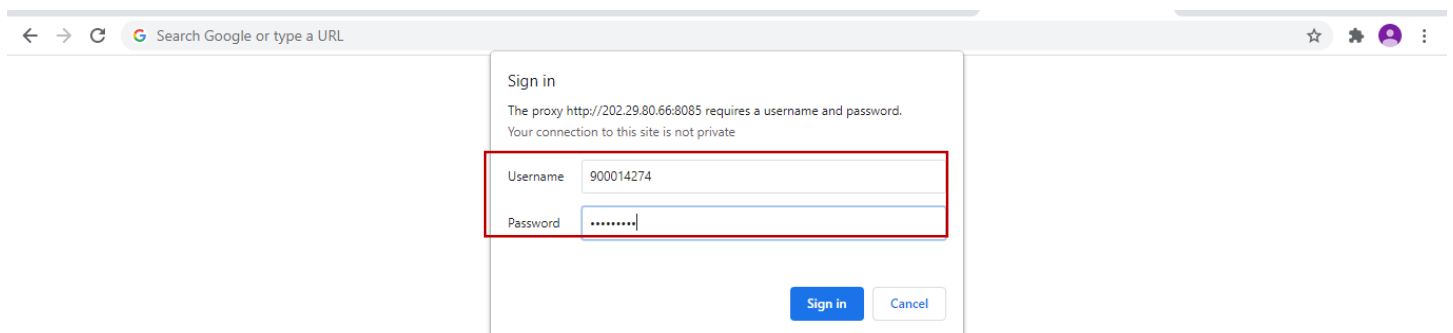 Search Google or type a URL
Sign in
The proxy http://202.29.80.66:8085 requires a username and password.
Your connection to this site is not private
Username 900014274
Password •••••••••
Sign in Cancel